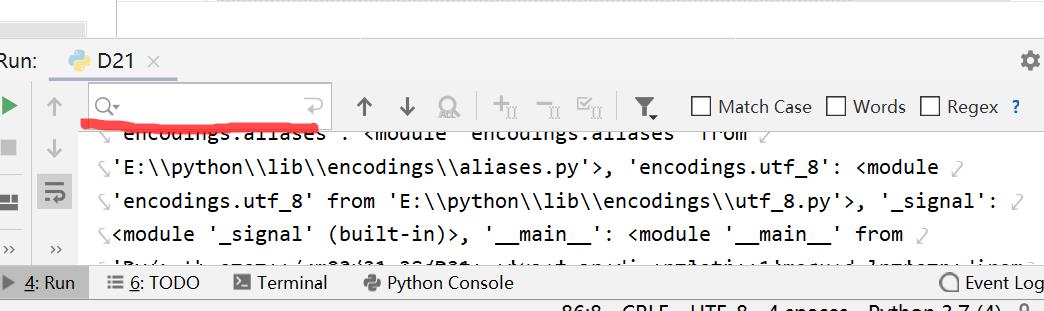 Run: D21
ALL Match Case Words Regex ?
'encodings.aliases': <module 'encodings.aliases' from
'E:\\python\\lib\\encodings\\aliases.py'>, 'encodings.utf_8': <module
'encodings.utf_8' from 'E:\\python\\lib\\encodings\\utf_8.py'>, '_signal':
<module '_signal' (built-in)>, '__main__': <module '__main__' from
4: Run 6: TODO Terminal Python Console Event Log
86:8 CRLF UTF-8 4 spaces Python 3.7 (4)